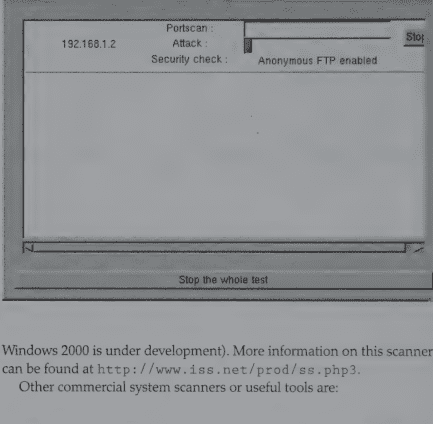 Portscan :
192.168.1.2 Attack : Stop
Security check : Anonymous FTP enabled
Stop the whole test
Windows 2000 is under development). More information on this scanner
can be found at http://www.iss.net/prod/ss.php3.
Other commercial system scanners or useful tools are: